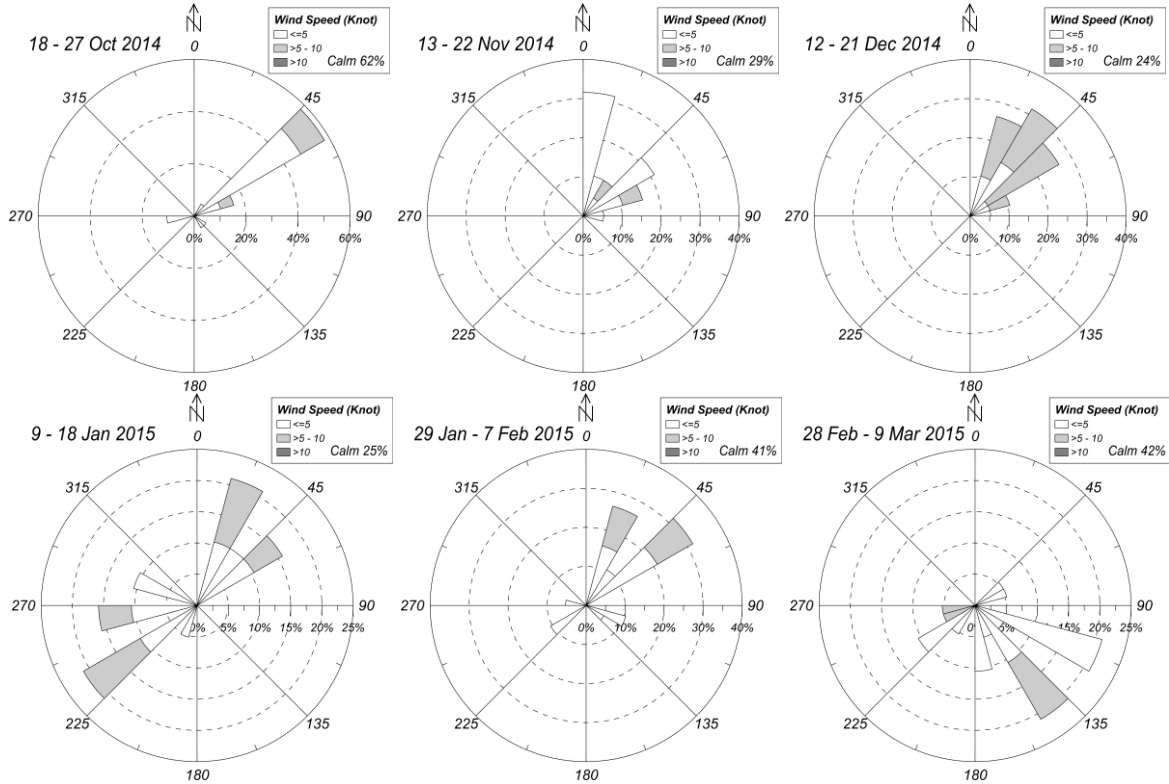 18 - 27 Oct 2014
N
0
Wind Speed (Knot)
<=5
>5 - 10
>10 Calm 62%
315 45
270 90
0% 20% 40% 60%
225 135
180
13 - 22 Nov 2014
N
0
Wind Speed (Knot)
<=5
>5 - 10
>10 Calm 29%
315 45
270 90
0% 10% 20% 30% 40%
225 135
180
12 - 21 Dec 2014
N
0
Wind Speed (Knot)
<=5
>5 - 10
>10 Calm 24%
315 45
270 90
0% 10% 20% 30% 40%
225 135
180
9 - 18 Jan 2015
N
0
Wind Speed (Knot)
<=5
>5 - 10
>10 Calm 25%
315 45
270 90
0% 5% 10% 15% 20% 25%
225 135
180
29 Jan - 7 Feb 2015
N
0
Wind Speed (Knot)
<=5
>5 - 10
>10 Calm 41%
315 45
270 90
0% 10% 20% 30% 40%
225 135
180
28 Feb - 9 Mar 2015
N
0
Wind Speed (Knot)
<=5
>5 - 10
>10 Calm 42%
315 45
270 90
0% 5% 15% 20% 25%
225 135
180